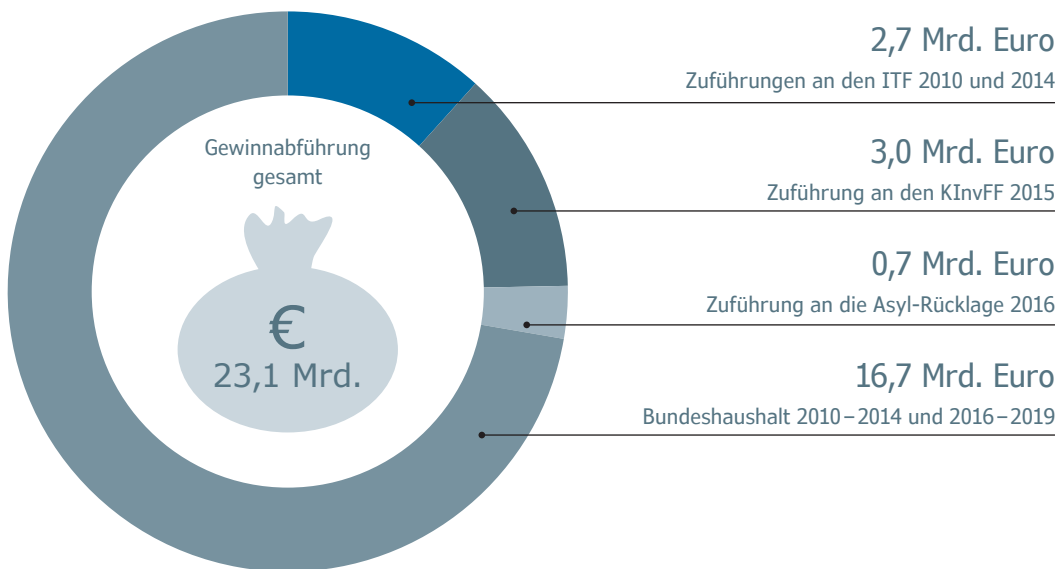 Gewinnabführung
gesamt
€
23,1 Mrd.
2,7 Mrd. Euro
Zuführungen an den ITF 2010 und 2014
3,0 Mrd. Euro
Zuführung an den KInvFF 2015
0,7 Mrd. Euro
Zuführung an die Asyl-Rücklage 2016
16,7 Mrd. Euro
Bundeshaushalt 2010–2014 und 2016–2019